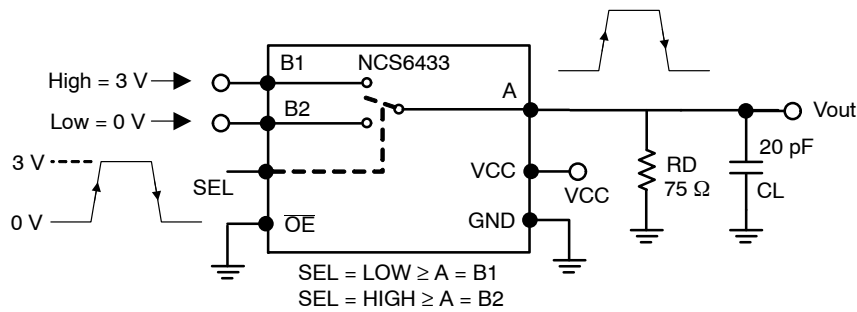 B1
NCS6433
High = 3 V
A
B2
Low = 0 V
Vout
3 V
20 pF
RD
75 Ω
CL
VCC
VCC
SEL
0 V
OE
GND
SEL = LOW ≥ A = B1
SEL = HIGH ≥ A = B2